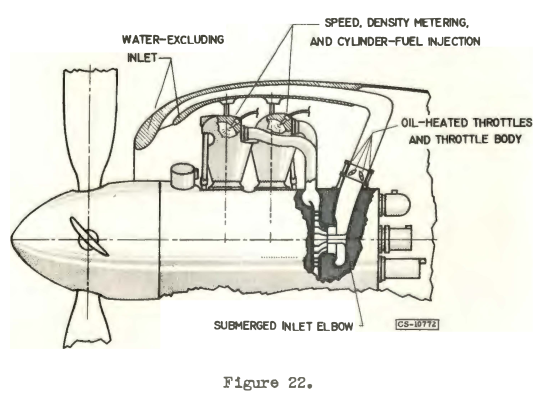 SPEED, DENSITY METERING,
AND CYLINDER-FUEL INJECTION
WATER-EXCLUDING
INLET
OIL-HEATED THROTTLES
AND THROTTLE BODY
SUBMERGED INLET ELBOW
CS-10772
Figure 22.